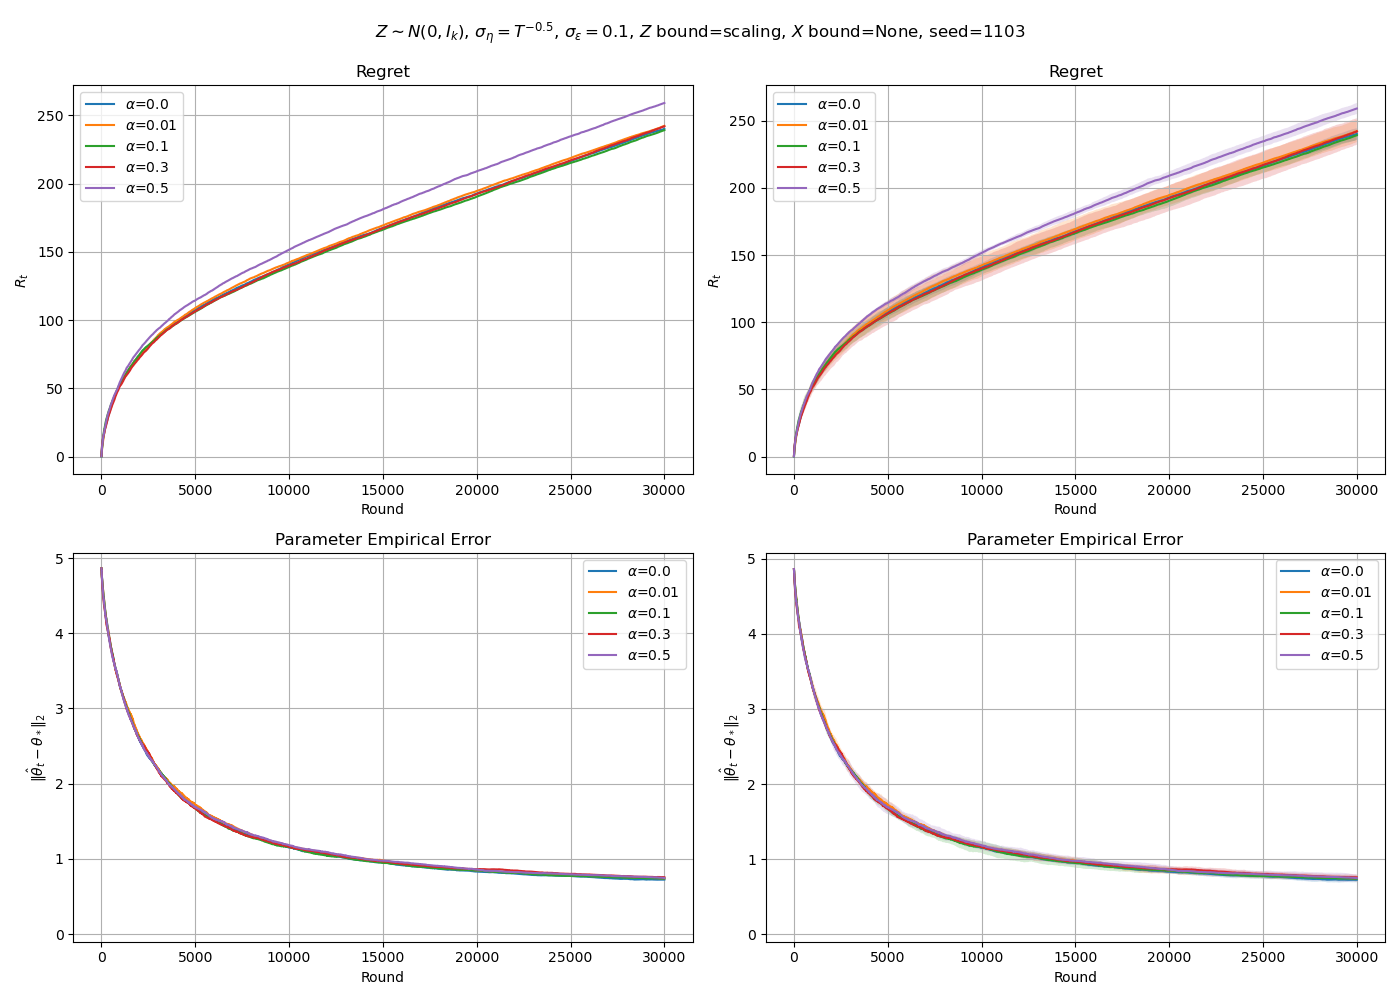 Z ∼ N(0, I_k), σ_η = T^{−0.5}, σ_ε = 0.1, Z bound=scaling, X bound=None, seed=1103
Regret
R_t
250
200
150
100
50
0
α=0.0
α=0.01
α=0.1
α=0.3
α=0.5
0 5000 10000 15000 20000 25000 30000
Round
Regret
R_t
250
200
150
100
50
0
α=0.0
α=0.01
α=0.1
α=0.3
α=0.5
0 5000 10000 15000 20000 25000 30000
Round
Parameter Empirical Error
‖θ̂_t − θ_*‖_2
5
4
3
2
1
0
α=0.0
α=0.01
α=0.1
α=0.3
α=0.5
0 5000 10000 15000 20000 25000 30000
Round
Parameter Empirical Error
‖θ̂_t − θ_*‖_2
5
4
3
2
1
0
α=0.0
α=0.01
α=0.1
α=0.3
α=0.5
0 5000 10000 15000 20000 25000 30000
Round